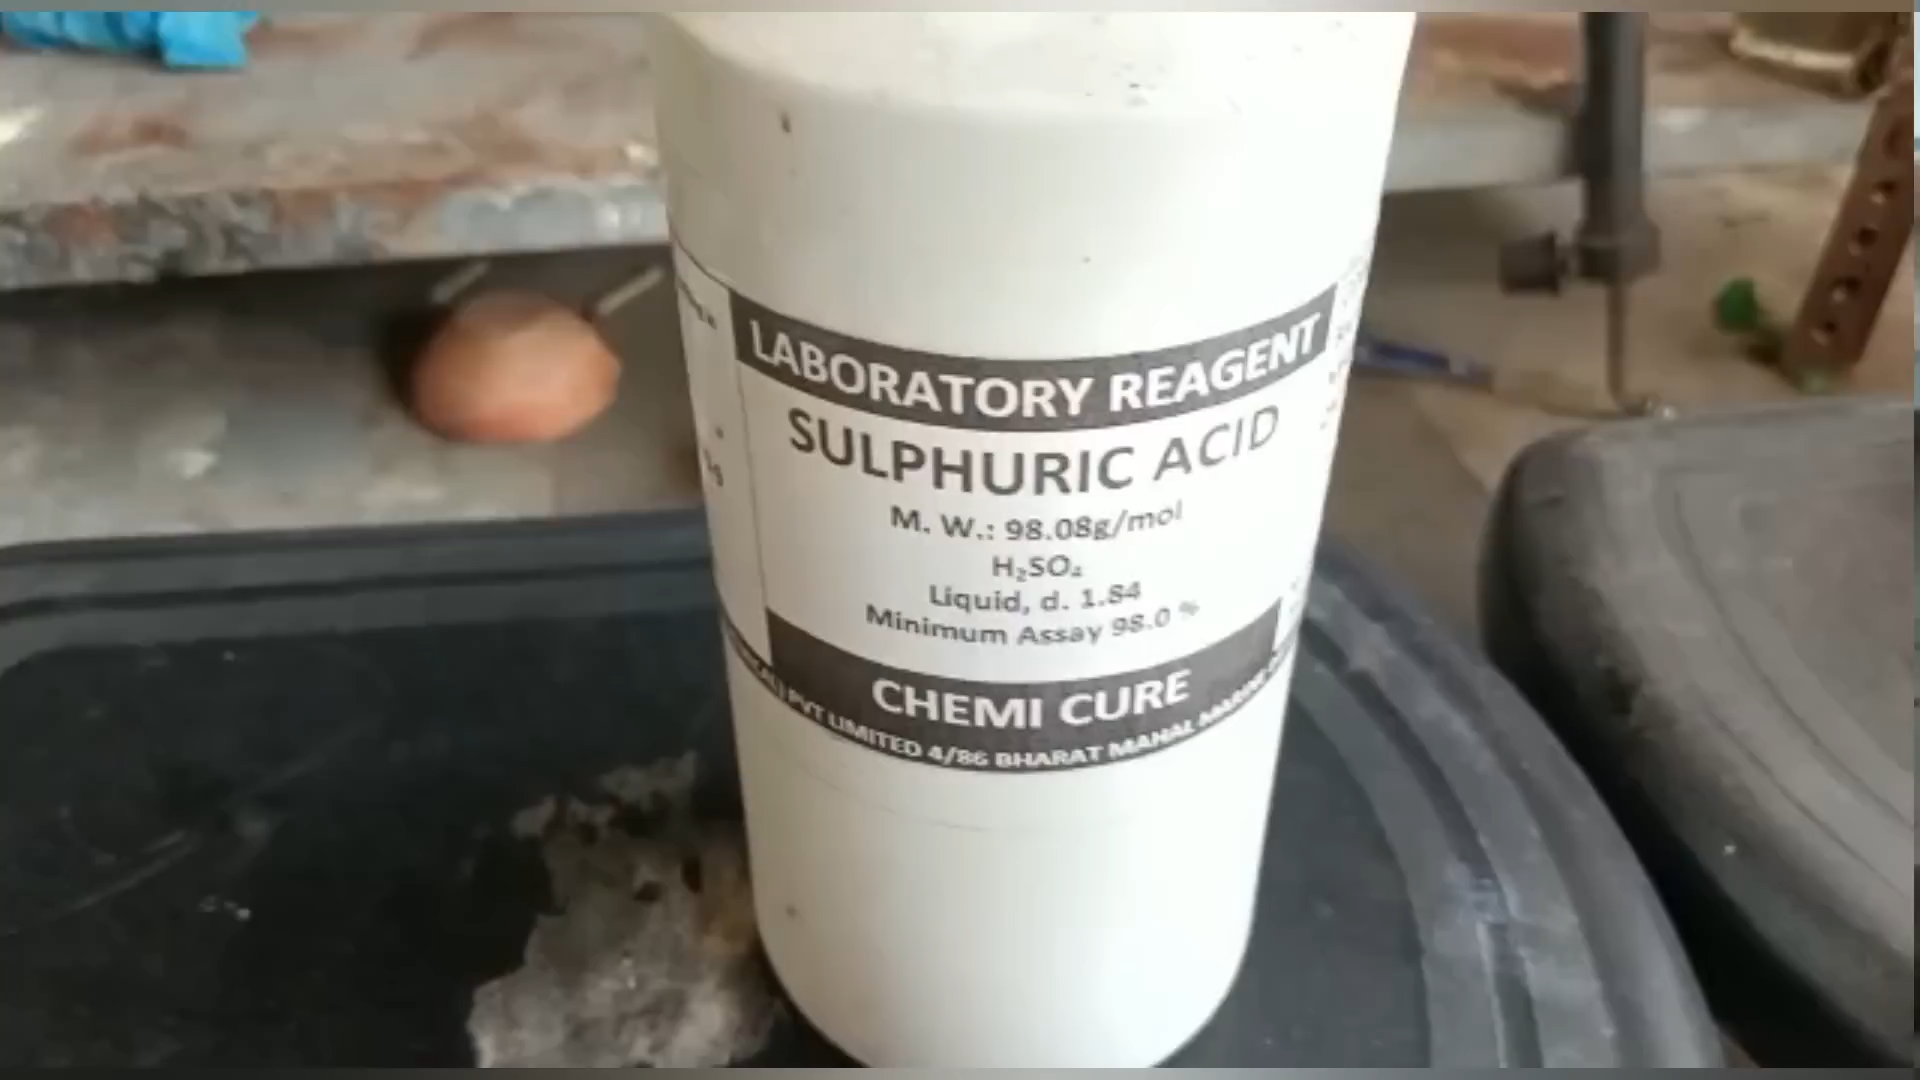 LABORATORY REAGENT
SULPHURIC ACID
M. W.: 98.08g/mol
H₂SO₄
Liquid, d. 1.84
Minimum Assay 98.0 %
CHEMI CURE
PVT LIMITED 4/86 BHARAT MAHAL MARINE